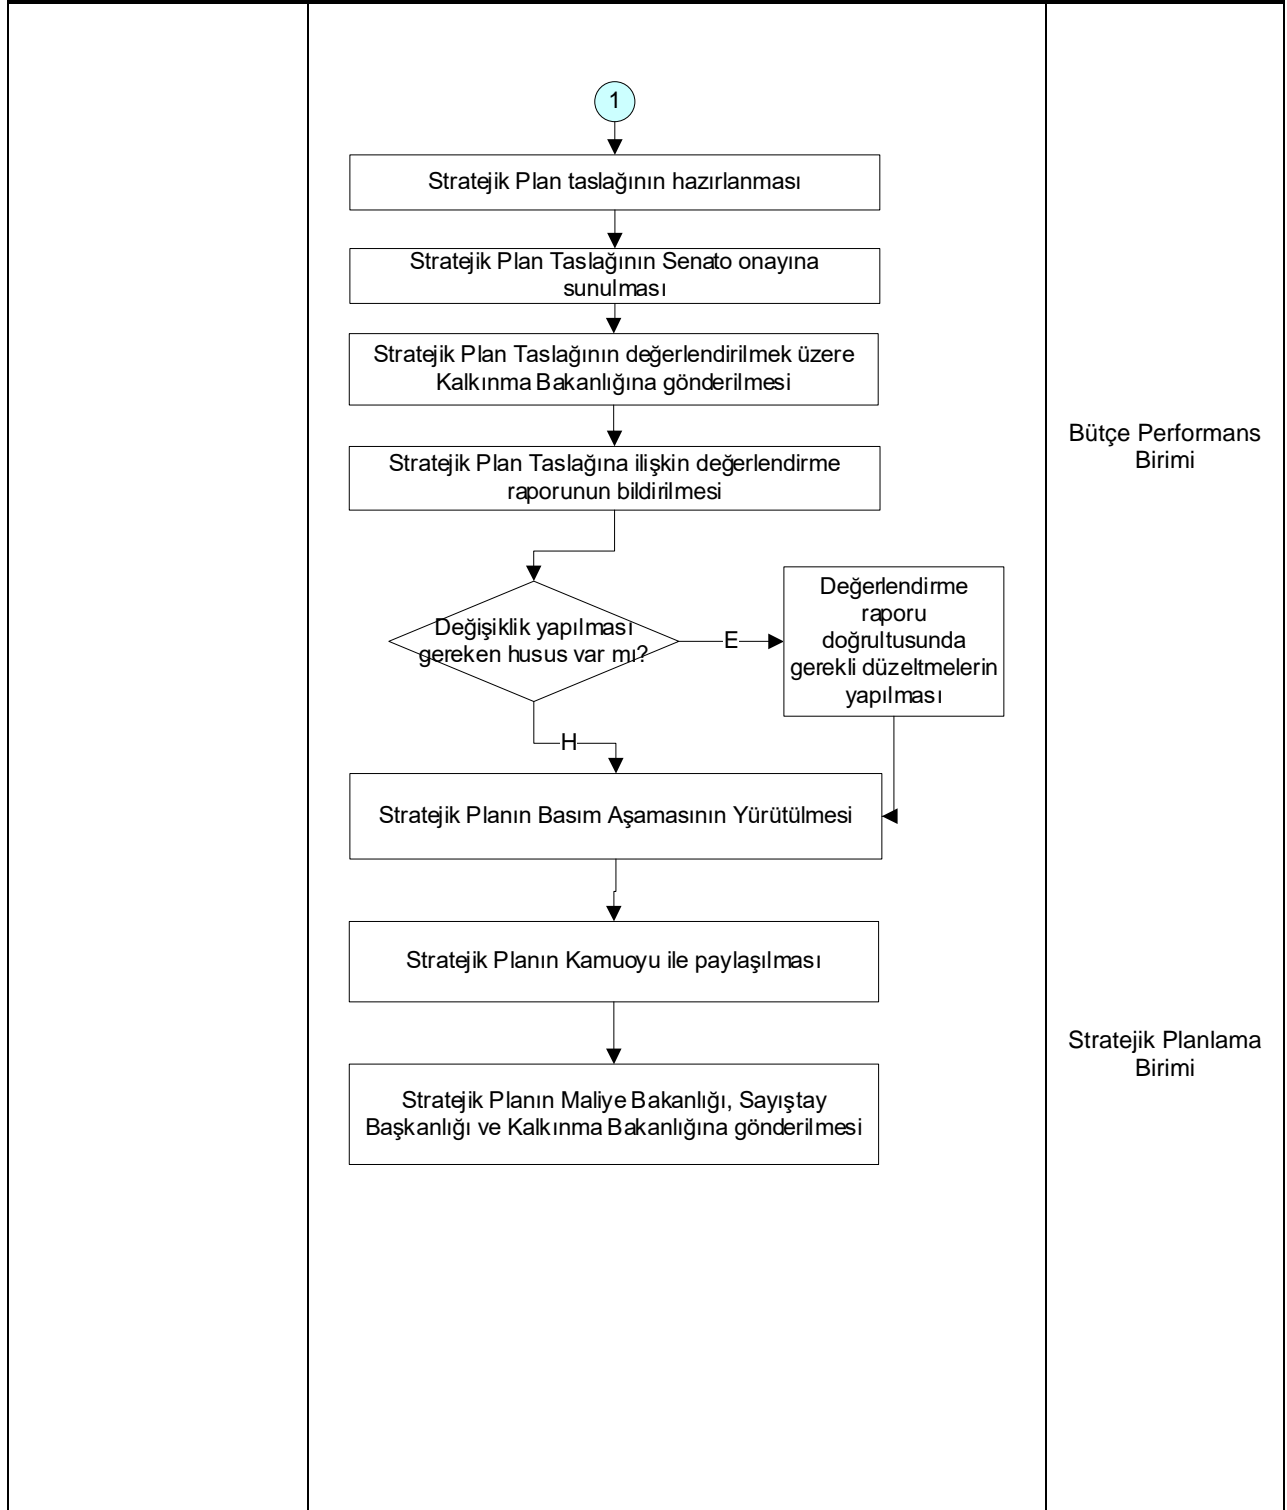 1
Stratejik Plan taslağının hazırlanması
Stratejik Plan Taslağının Senato onayına
sunulması
Stratejik Plan Taslağının değerlendirilmek üzere
Kalkınma Bakanlığına gönderilmesi
Bütçe Performans
Birimi
Stratejik Plan Taslağına ilişkin değerlendirme
raporunun bildirilmesi
Değişiklik yapılması
gereken husus var mı?
E
Değerlendirme
raporu
doğrultusunda
gerekli düzeltmelerin
yapılması
H
Stratejik Planın Basım Aşamasının Yürütülmesi
Stratejik Planın Kamuoyu ile paylaşılması
Stratejik Planlama
Birimi
Stratejik Planın Maliye Bakanlığı, Sayıştay
Başkanlığı ve Kalkınma Bakanlığına gönderilmesi